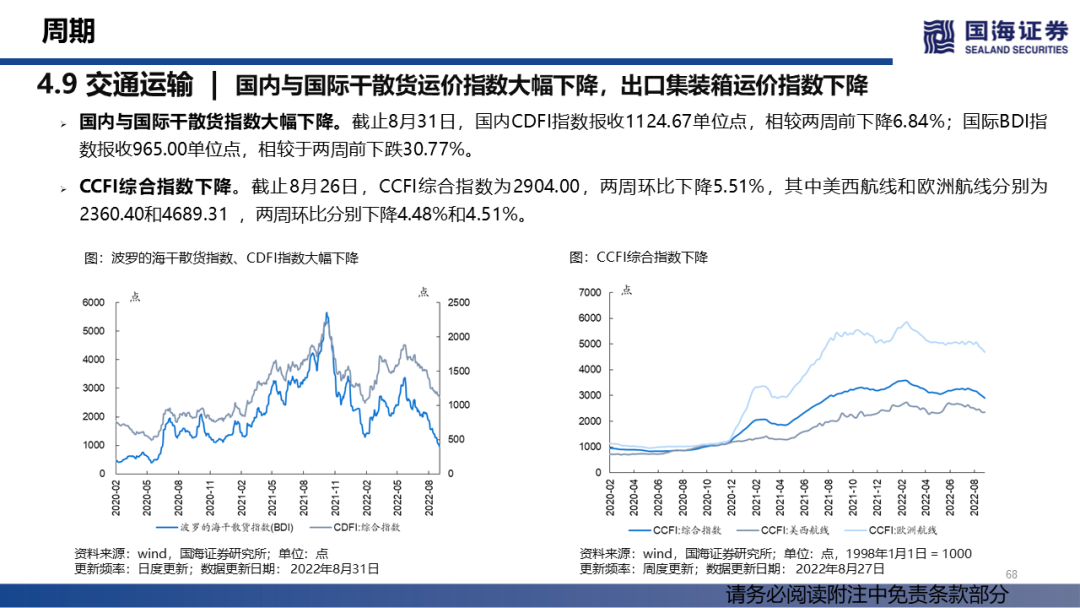 周期
国海证券
SEALAND SECURITIES
4.9 交通运输 | 国内与国际干散货运价指数大幅下降，出口集装箱运价指数下降
国内与国际干散货指数大幅下降。截止8月31日，国内CDFI指数报收1124.67单位点，相较两周前下降6.84%；国际BDI指
数报收965.00单位点，相较于两周前下跌30.77%。
CCFI综合指数下降。截止8月26日，CCFI综合指数为2904.00，两周环比下降5.51%，其中美西航线和欧洲航线分别为
2360.40和4689.31 ，两周环比分别下降4.48%和4.51%。
图：波罗的海干散货指数、CDFI指数大幅下降
点 点
6000 2500
5000 2000
4000 1500
3000 1000
2000 500
1000 0
0
2020-02 2020-05 2020-08 2020-11 2021-02 2021-05 2021-08 2021-11 2022-02 2022-05 2022-08
波罗的海干散货指数(BDI) CDFI:综合指数
资料来源：wind，国海证券研究所；单位：点
更新频率：日度更新；数据更新日期： 2022年8月31日
图：CCFI综合指数下降
点
7000
6000
5000
4000
3000
2000
1000
0
2020-02 2020-04 2020-06 2020-08 2020-10 2020-12 2021-02 2021-04 2021-06 2021-08 2021-10 2021-12 2022-02 2022-04 2022-06 2022-08
CCFI:综合指数 CCFI:美西航线 CCFI:欧洲航线
资料来源：wind，国海证券研究所；单位：点，1998年1月1日 = 1000
更新频率：周度更新；数据更新日期： 2022年8月27日
68
请务必阅读附注中免责条款部分